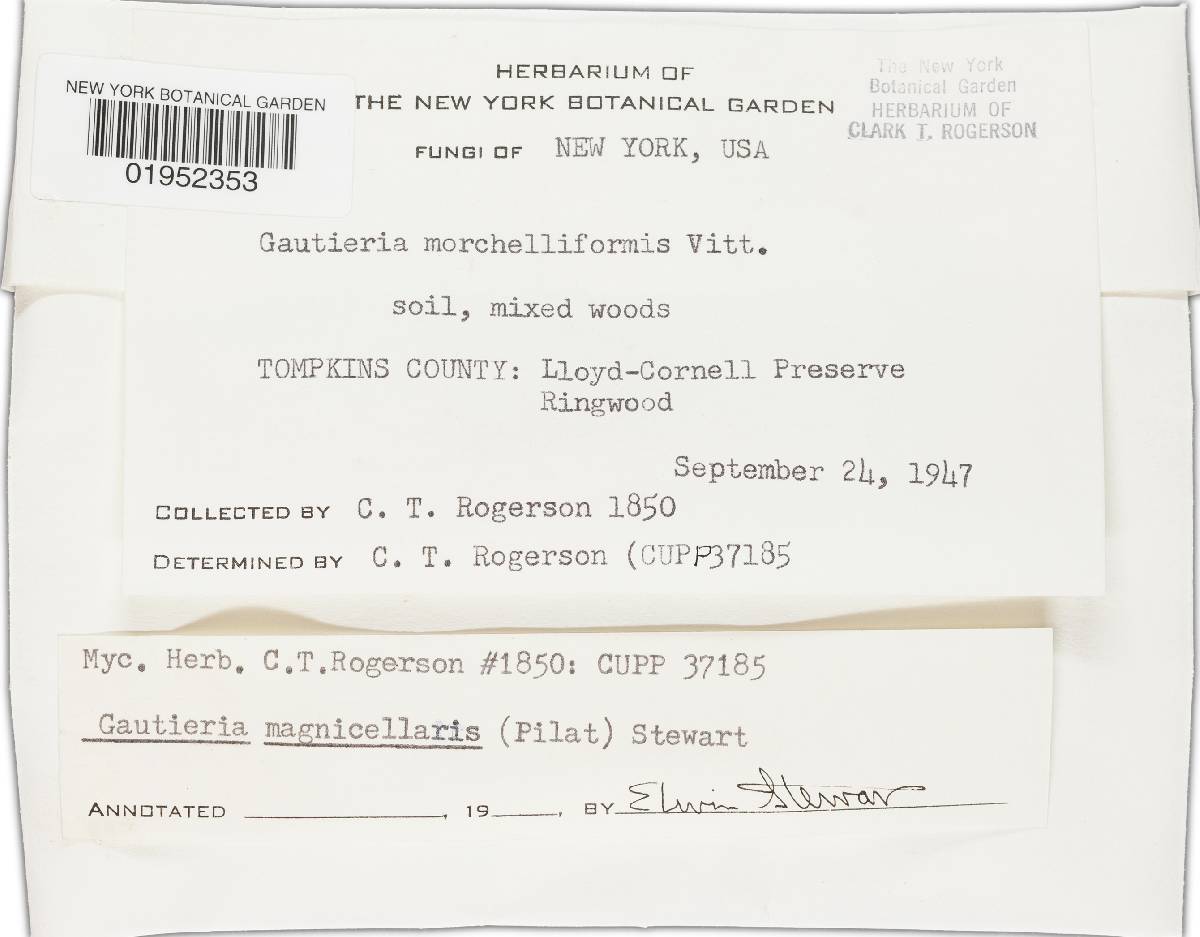 NEW YORK BOTANICAL GARDEN
01952353
HERBARIUM OF
THE NEW YORK BOTANICAL GARDEN
FUNGI OF NEW YORK, USA
The New York
Botanical Garden
HERBARIUM OF
CLARK T. ROGERSON
Gautieria morchelliformis Vitt.
soil, mixed woods
TOMPKINS COUNTY: Lloyd-Cornell Preserve
Ringwood
September 24, 1947
COLLECTED BY C. T. Rogerson 1850
DETERMINED BY C. T. Rogerson (CUPP37185
Myc. Herb. C.T.Rogerson #1850: CUPP 37185
Gautieria magnicellaris (Pilat) Stewart
ANNOTATED ____________, 19____, BY Elwin Stewart